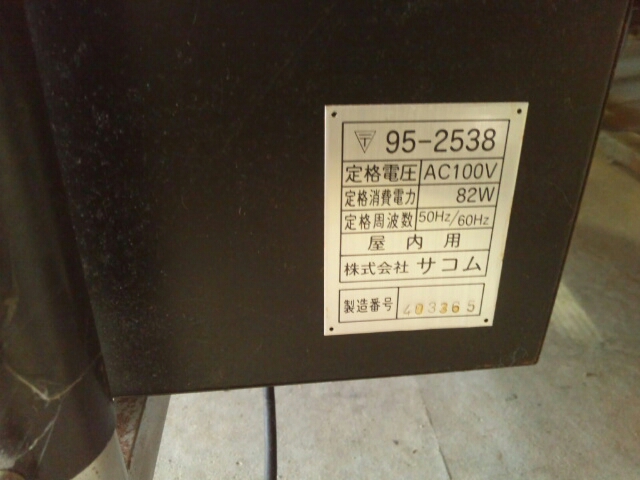 〒 95-2538
定格電圧 AC100V
定格消費電力 82W
定格周波数 50Hz/60Hz
屋内用
株式会社 サコム
製造番号 403365